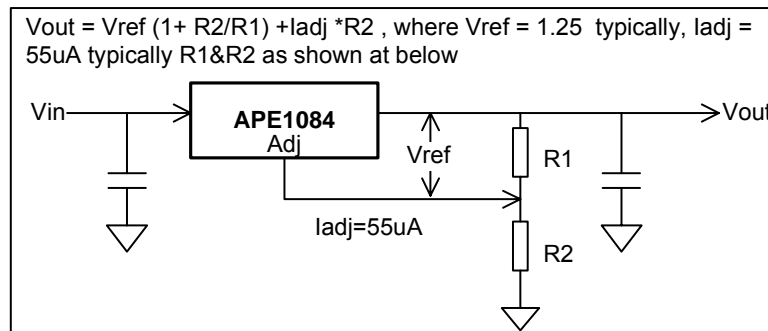 Vout = Vref (1+ R2/R1) +Iadj *R2 , where Vref = 1.25  typically, Iadj =
55uA typically R1&R2 as shown at below
Vin
APE1084
Adj
Vref
R1
Vout
Iadj=55uA
R2